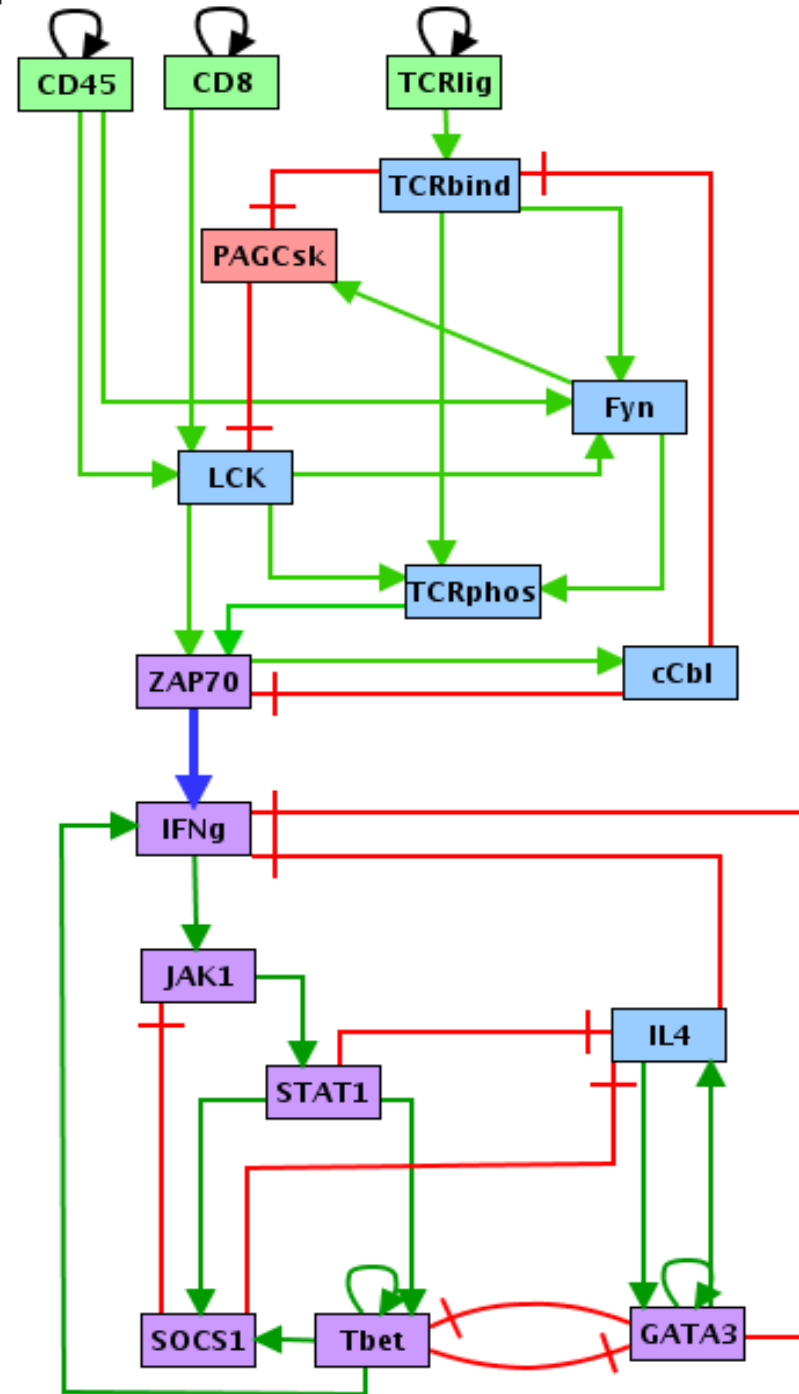 CD45
CD8
TCRlig
TCRbind
PAGCsk
Fyn
LCK
TCRphos
ZAP70
cCbl
IFNg
JAK1
IL4
STAT1
SOCS1
Tbet
GATA3